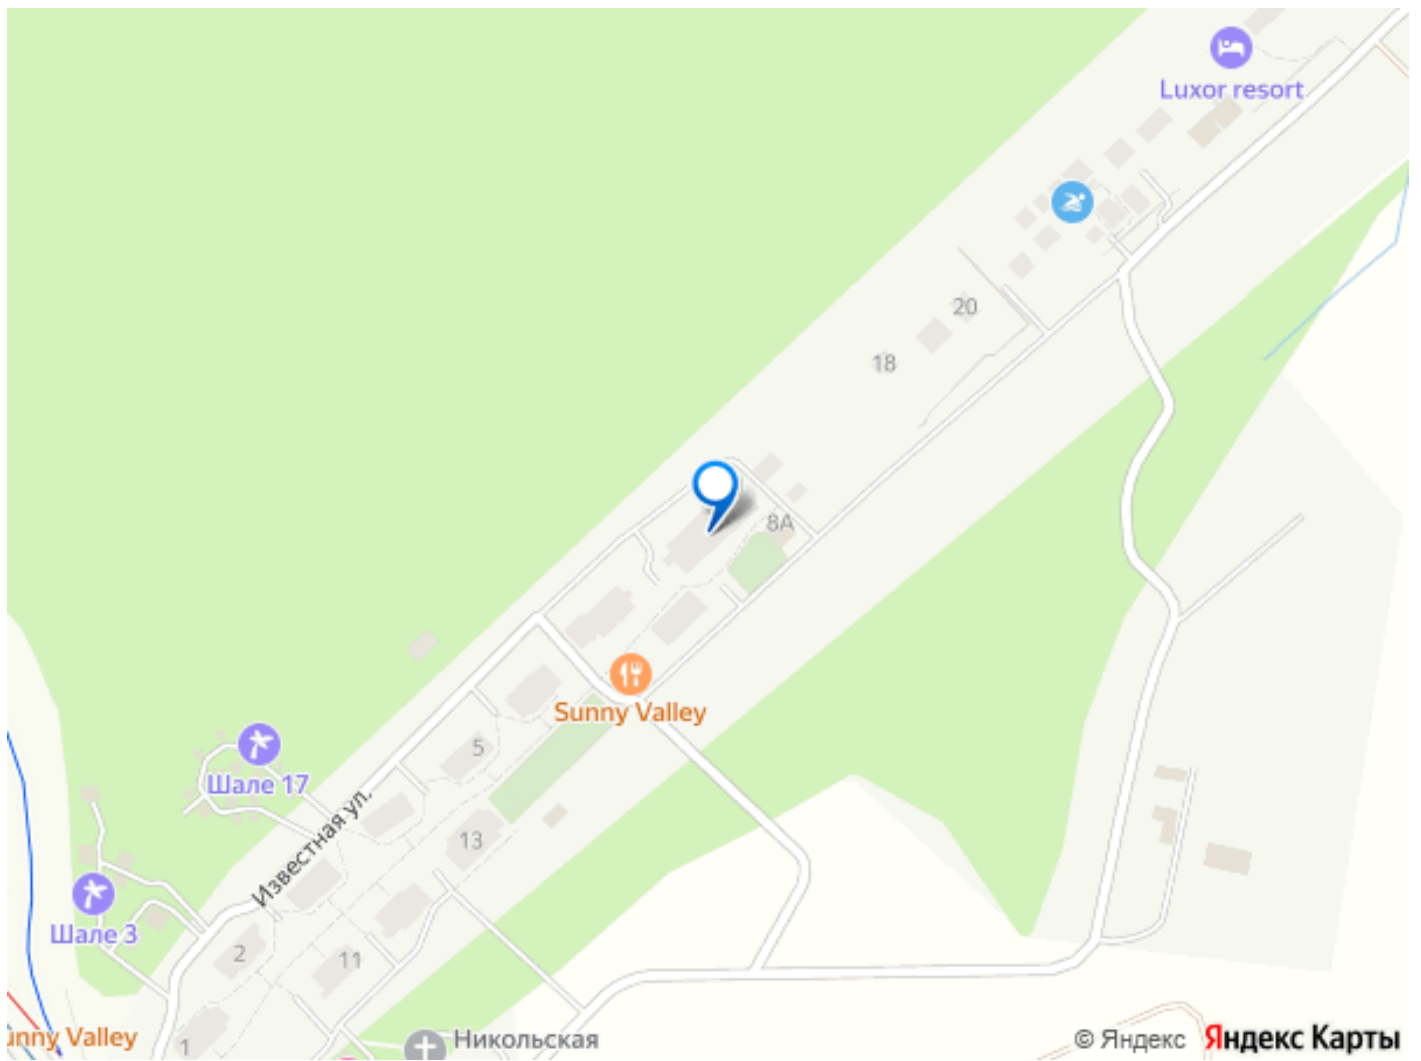 Luxor resort
20
18
8А
Sunny Valley
5
Шале 17
13
Известная ул.
Шале 3
2
11
unny Valley
1
Никольская
© Яндекс Яндекс Карты